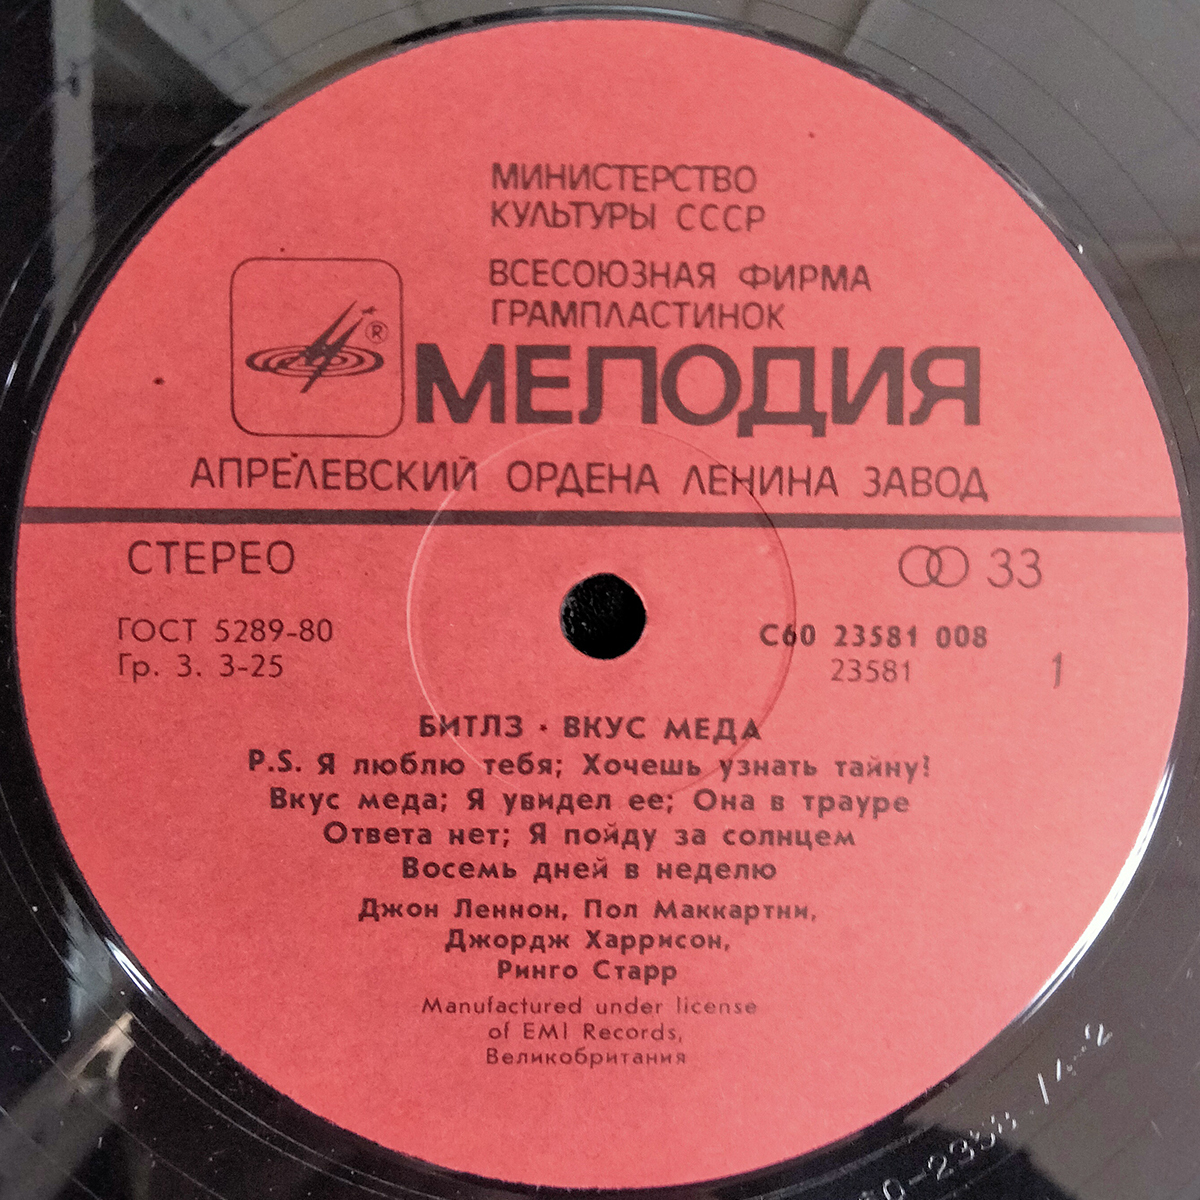 МИНИСТЕРСТВО
КУЛЬТУРЫ СССР
ВСЕСОЮЗНАЯ ФИРМА
ГРАМПЛАСТИНОК
®
МЕЛОДИЯ
АПРЕЛЕВСКИЙ ОРДЕНА ЛЕНИНА ЗАВОД
СТЕРЕО
33
ГОСТ 5289-80
С60 23581 008
Гр. 3. 3-25
23581
1
БИТЛЗ · ВКУС МЕДА
P.S. Я люблю тебя; Хочешь узнать тайну?
Вкус меда; Я увидел ее; Она в трауре
Ответа нет; Я пойду за солнцем
Восемь дней в неделю
Джон Леннон, Пол Маккартни,
Джордж Харрисон,
Ринго Старр
Manufactured under license
of EMI Records,
Великобритания